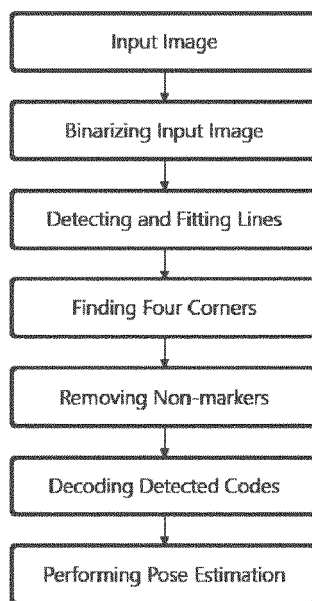 Input Image
Binarizing Input Image
Detecting and Fitting Lines
Finding Four Corners
Removing Non-markers
Decoding Detected Codes
Performing Pose Estimation